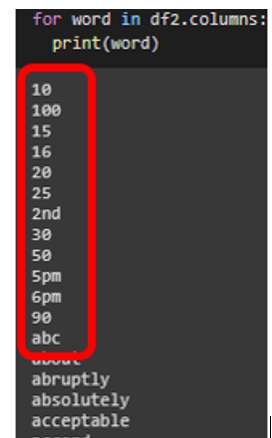 for word in df2.columns:
print(word)
10
100
15
16
20
25
2nd
30
50
5pm
6pm
90
abc
about
abruptly
absolutely
acceptable